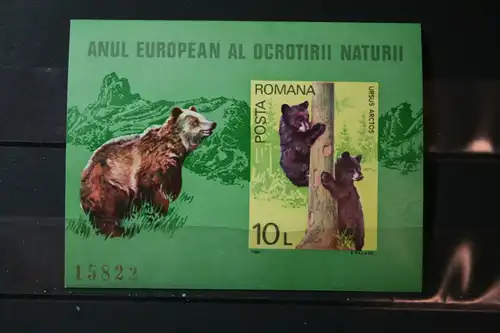 ANUL EUROPEAN AL OCROTIRII NATURII
POSTA ROMANA
URSUS ARCTOS
10 L
15822